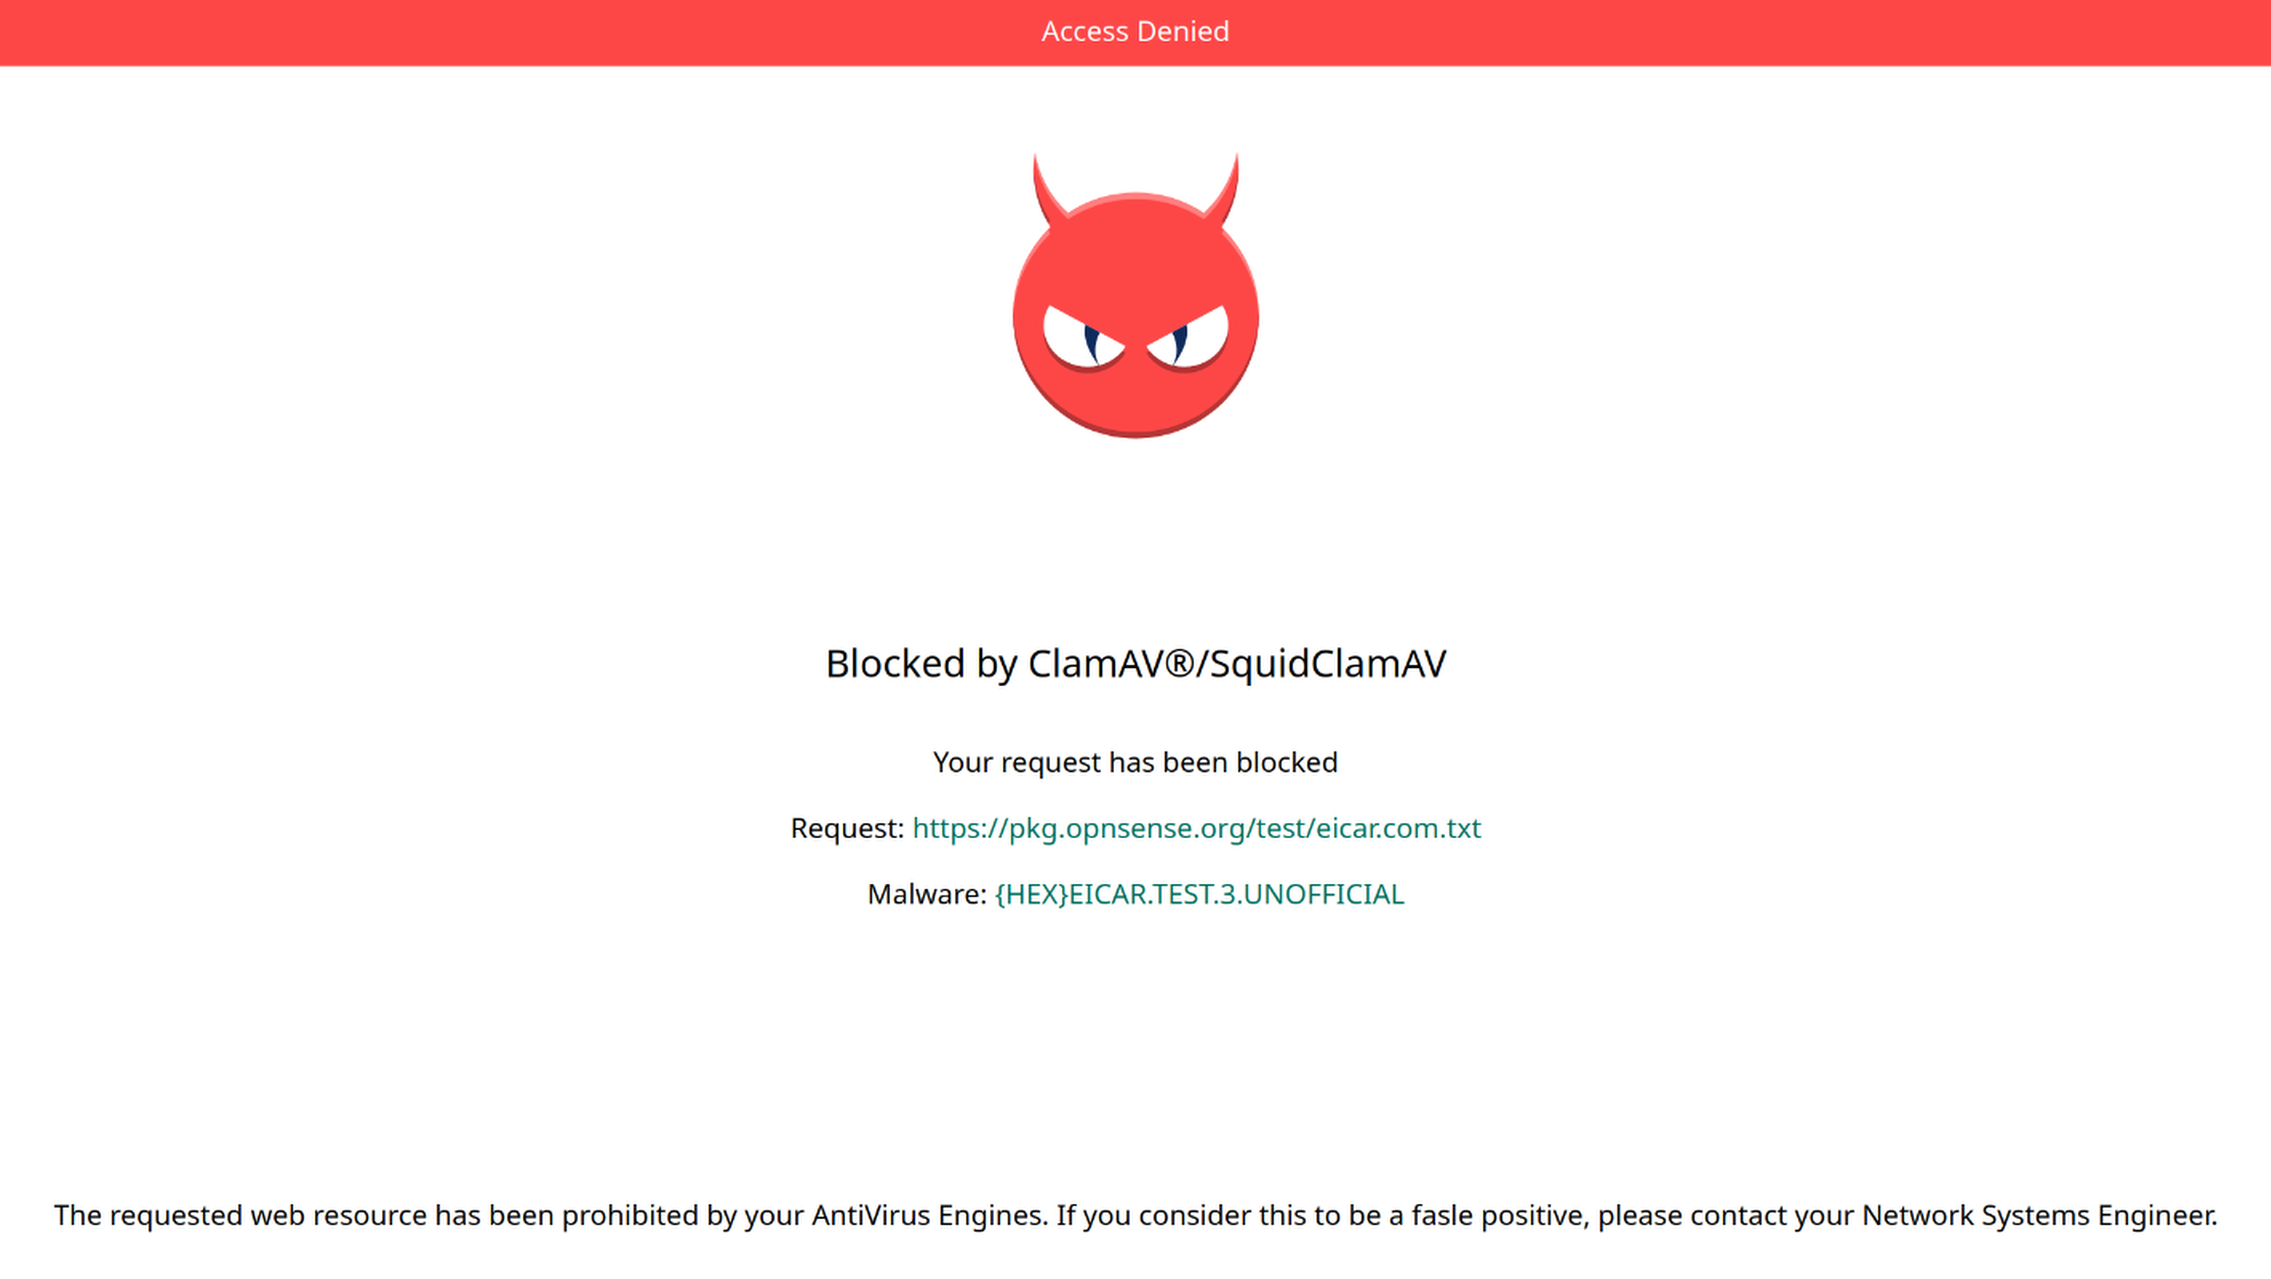 Access Denied
Blocked by ClamAV®/SquidClamAV
Your request has been blocked
Request: https://pkg.opnsense.org/test/eicar.com.txt
Malware: {HEX}EICAR.TEST.3.UNOFFICIAL
The requested web resource has been prohibited by your AntiVirus Engines. If you consider this to be a fasle positive, please contact your Network Systems Engineer.